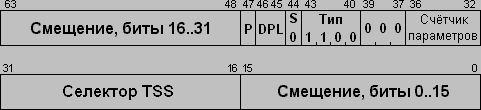 63 48 47 46 45 44 43 40 39 37 36 32
Смещение, биты 16..31 P DPL S 0 Тип 1 1 0 0 0 0 0 Счётчик параметров
31 16 15 0
Селектор TSS Смещение, биты 0..15